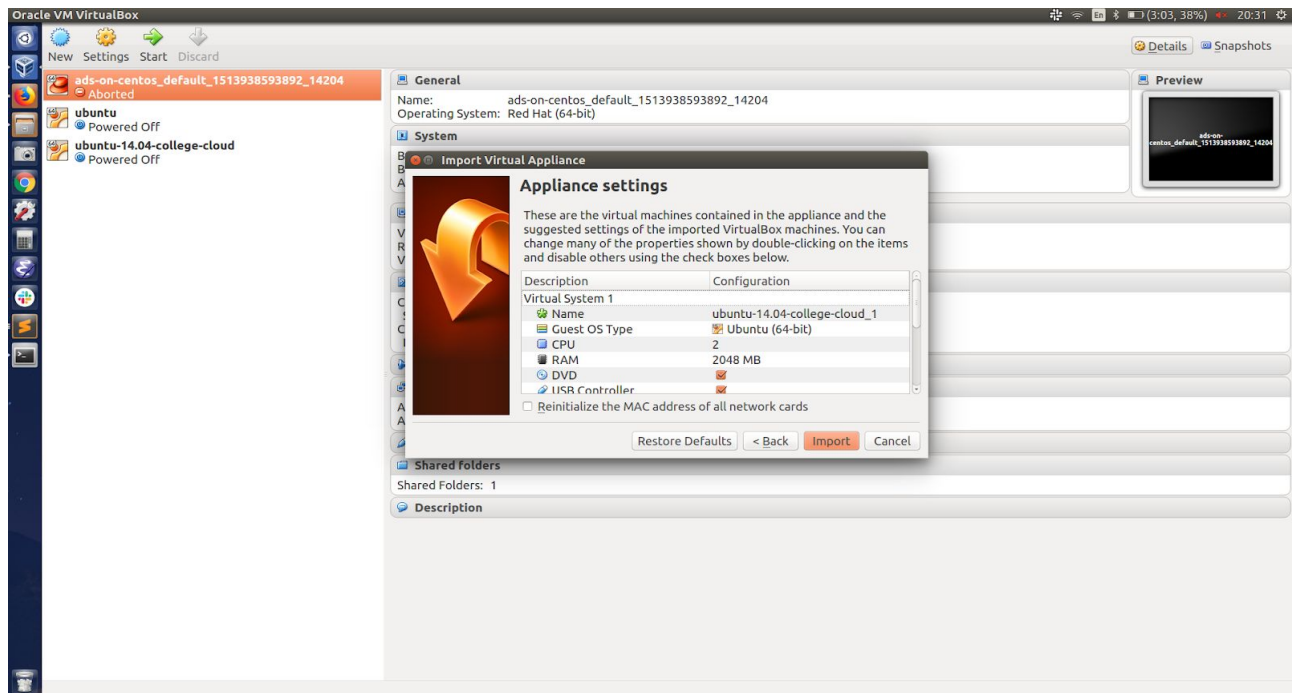 Oracle VM VirtualBox
En (3:03, 38%) 20:31
New Settings Start Discard
Details Snapshots
ads-on-centos_default_1513938593892_14204
Aborted
ubuntu
Powered Off
ubuntu-14.04-college-cloud
Powered Off
General
Name: ads-on-centos_default_1513938593892_14204
Operating System: Red Hat (64-bit)
System
B
B
A
Preview
ads-on-
centos_default_1513938593892_14204
V
R
V
C
S
C
A
A
Import Virtual Appliance
Appliance settings
These are the virtual machines contained in the appliance and the
suggested settings of the imported VirtualBox machines. You can
change many of the properties shown by double-clicking on the items
and disable others using the check boxes below.
Description Configuration
Virtual System 1
Name ubuntu-14.04-college-cloud_1
Guest OS Type Ubuntu (64-bit)
CPU 2
RAM 2048 MB
DVD
USB Controller
Reinitialize the MAC address of all network cards
Restore Defaults < Back Import Cancel
Shared folders
Shared Folders: 1
Description